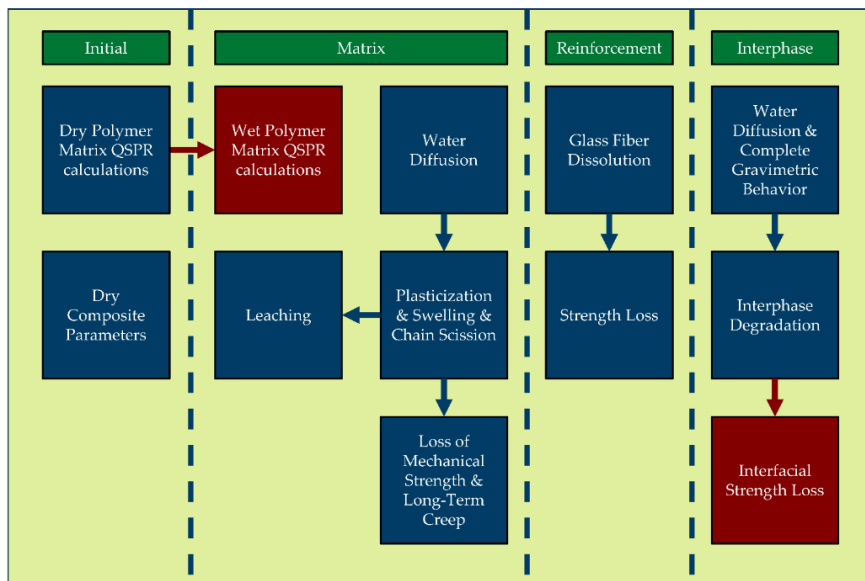 Initial
Matrix
Reinforcement
Interphase
Dry Polymer
Matrix QSPR
calculations
Wet Polymer
Matrix QSPR
calculations
Water
Diffusion
Glass Fiber
Dissolution
Water
Diffusion &
Complete
Gravimetric
Behavior
Dry
Composite
Parameters
Leaching
Plasticization
& Swelling &
Chain Scission
Strength Loss
Interphase
Degradation
Loss of
Mechanical
Strength &
Long-Term
Creep
Interfacial
Strength Loss